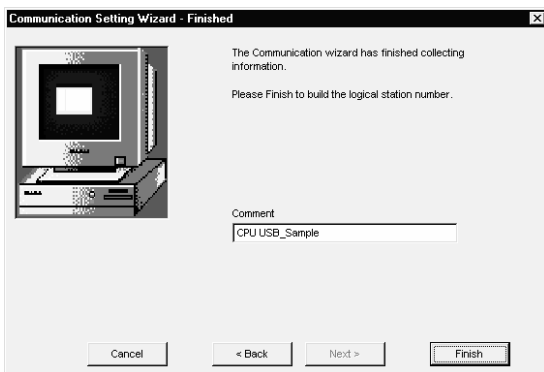 Communication Setting Wizard - Finished
The Communication wizard has finished collecting
information.
Please Finish to build the logical station number.
Comment
CPU USB_Sample
Cancel
< Back
Next >
Finish